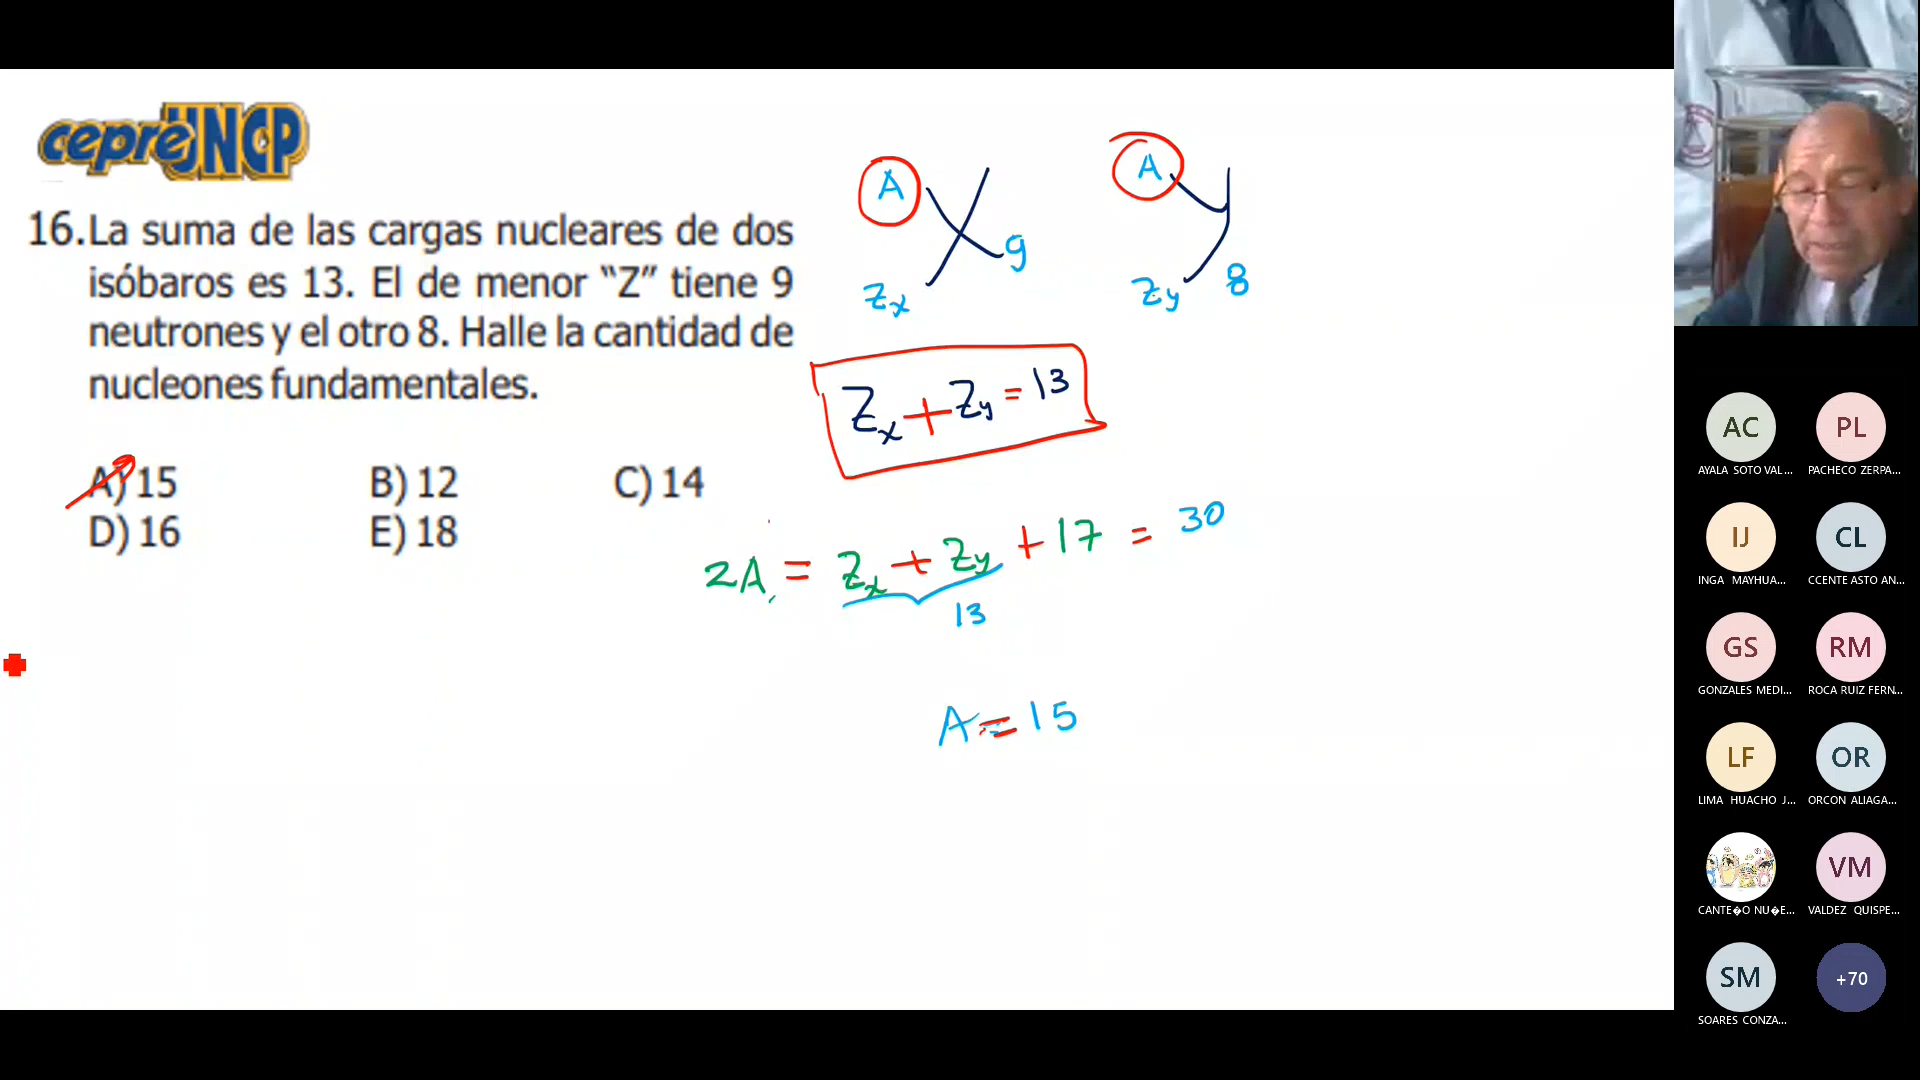 cepreUNCP
16. La suma de las cargas nucleares de dos
isóbaros es 13. El de menor “Z” tiene 9
neutrones y el otro 8. Halle la cantidad de
nucleones fundamentales.
A) 15 B) 12 C) 14
D) 16 E) 18
A X 9 Zx
A Y 8 Zy
Zx + Zy = 13
2A = Zx + Zy + 17 = 30
13
A = 15
AC PL
AYALA SOTO VAL... PACHECO ZERPA...
IJ CL
INGA MAYHUA... CCENTE ASTO AN...
GS RM
GONZALES MEDI... ROCA RUIZ FERN...
LF OR
LIMA HUACHO J... ORCON ALIAGA...
VM
CANTE�O NU�E... VALDEZ QUISPE...
SM +70
SOARES CONZA...